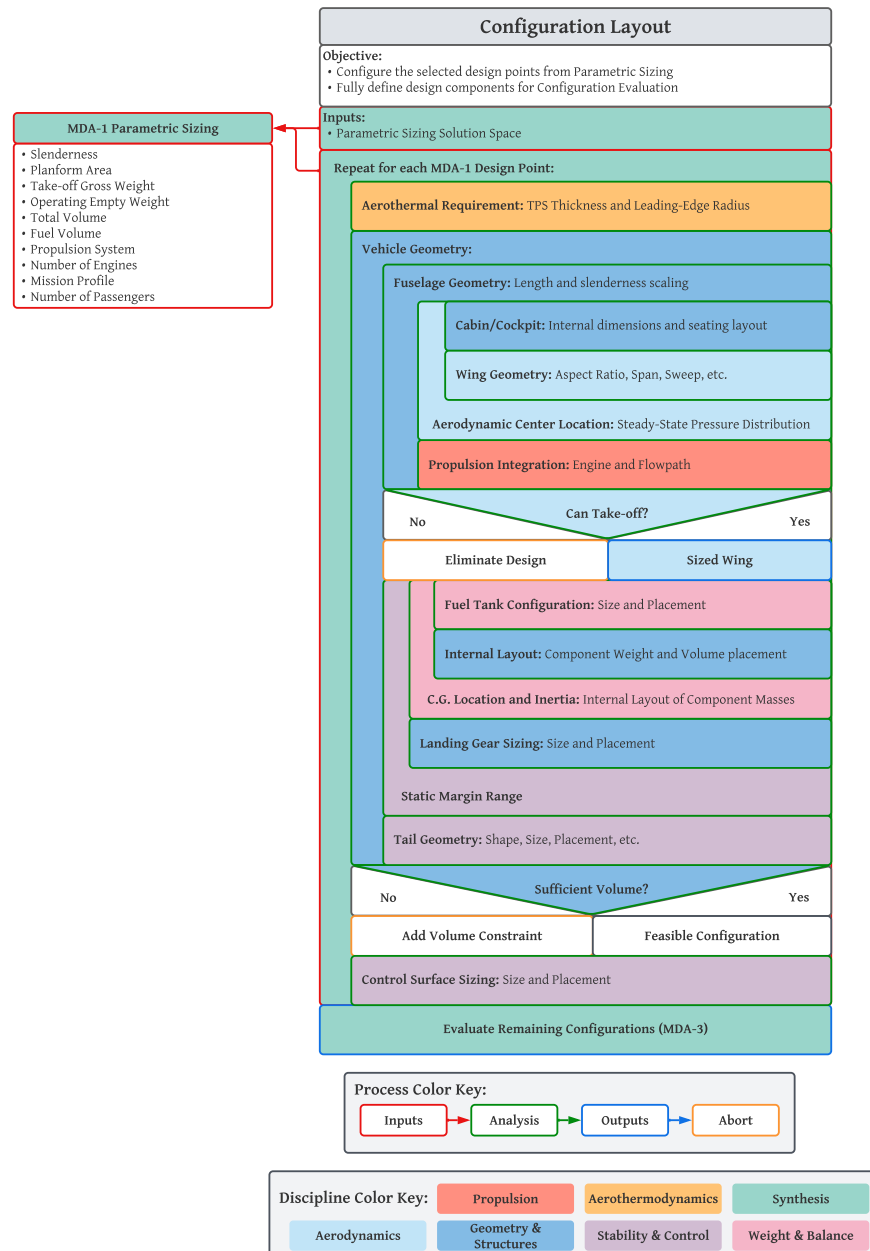 Configuration Layout
Objective:
• Configure the selected design points from Parametric Sizing
• Fully define design components for Configuration Evaluation
Inputs:
• Parametric Sizing Solution Space
MDA-1 Parametric Sizing
• Slenderness
• Planform Area
• Take-off Gross Weight
• Operating Empty Weight
• Total Volume
• Fuel Volume
• Propulsion System
• Number of Engines
• Mission Profile
• Number of Passengers
Repeat for each MDA-1 Design Point:
Aerothermal Requirement: TPS Thickness and Leading-Edge Radius
Vehicle Geometry:
Fuselage Geometry: Length and slenderness scaling
Cabin/Cockpit: Internal dimensions and seating layout
Wing Geometry: Aspect Ratio, Span, Sweep, etc.
Aerodynamic Center Location: Steady-State Pressure Distribution
Propulsion Integration: Engine and Flowpath
Can Take-off?
No
Yes
Eliminate Design
Sized Wing
Fuel Tank Configuration: Size and Placement
Internal Layout: Component Weight and Volume placement
C.G. Location and Inertia: Internal Layout of Component Masses
Landing Gear Sizing: Size and Placement
Static Margin Range
Tail Geometry: Shape, Size, Placement, etc.
Sufficient Volume?
No
Yes
Add Volume Constraint
Feasible Configuration
Control Surface Sizing: Size and Placement
Evaluate Remaining Configurations (MDA-3)
Process Color Key:
Inputs
Analysis
Outputs
Abort
Discipline Color Key:
Propulsion
Aerothermodynamics
Synthesis
Aerodynamics
Geometry &
Structures
Stability & Control
Weight & Balance